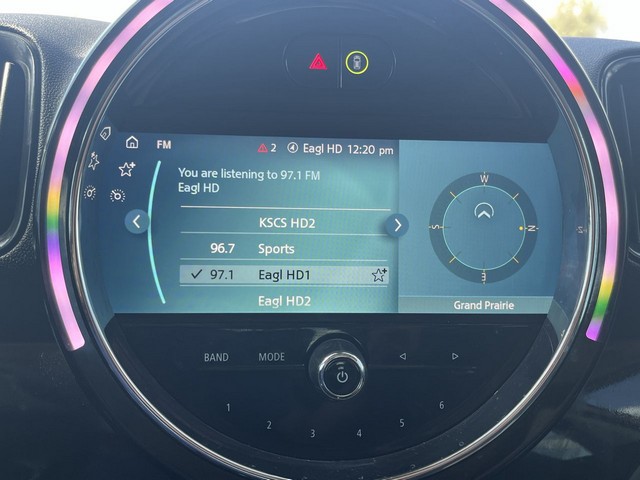 FM
2 Eagl HD 12:20 pm
You are listening to 97.1 FM
Eagl HD
KSCS HD2
96.7 Sports
97.1 Eagl HD1
Eagl HD2
W
S N
E
Grand Prairie
BAND MODE
1 2 3 4 5 6